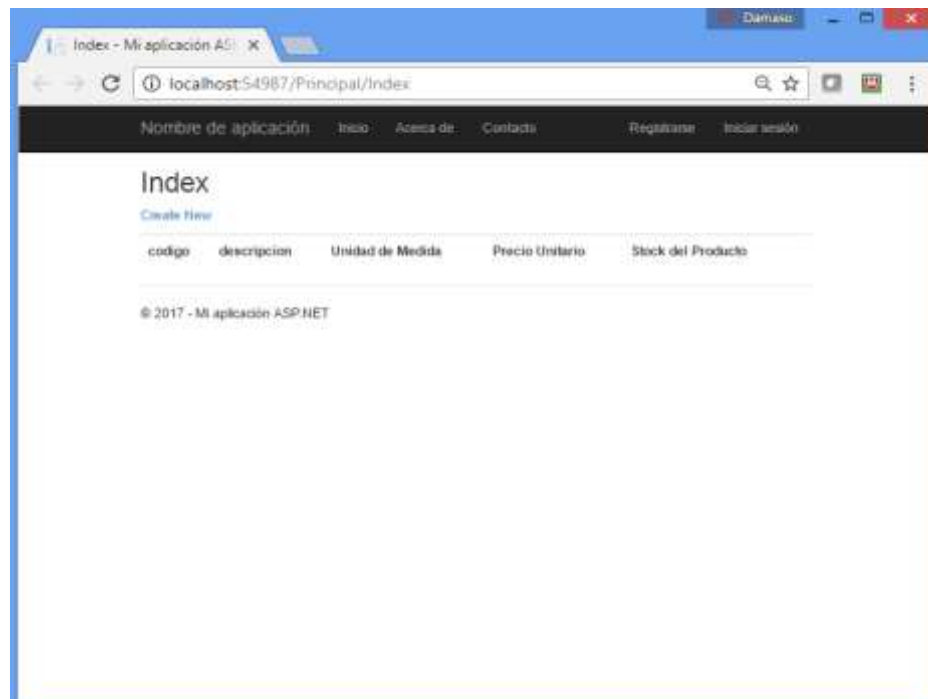 Damaso
Index - Mi aplicación AS
localhost:54987/Principal/Index
Nombre de aplicación Inicio Acerca de Contacto Registrarse Iniciar sesión
Index
Create New
codigo descripcion Unidad de Medida Precio Unitario Stock del Producto
© 2017 - Mi aplicación ASP.NET